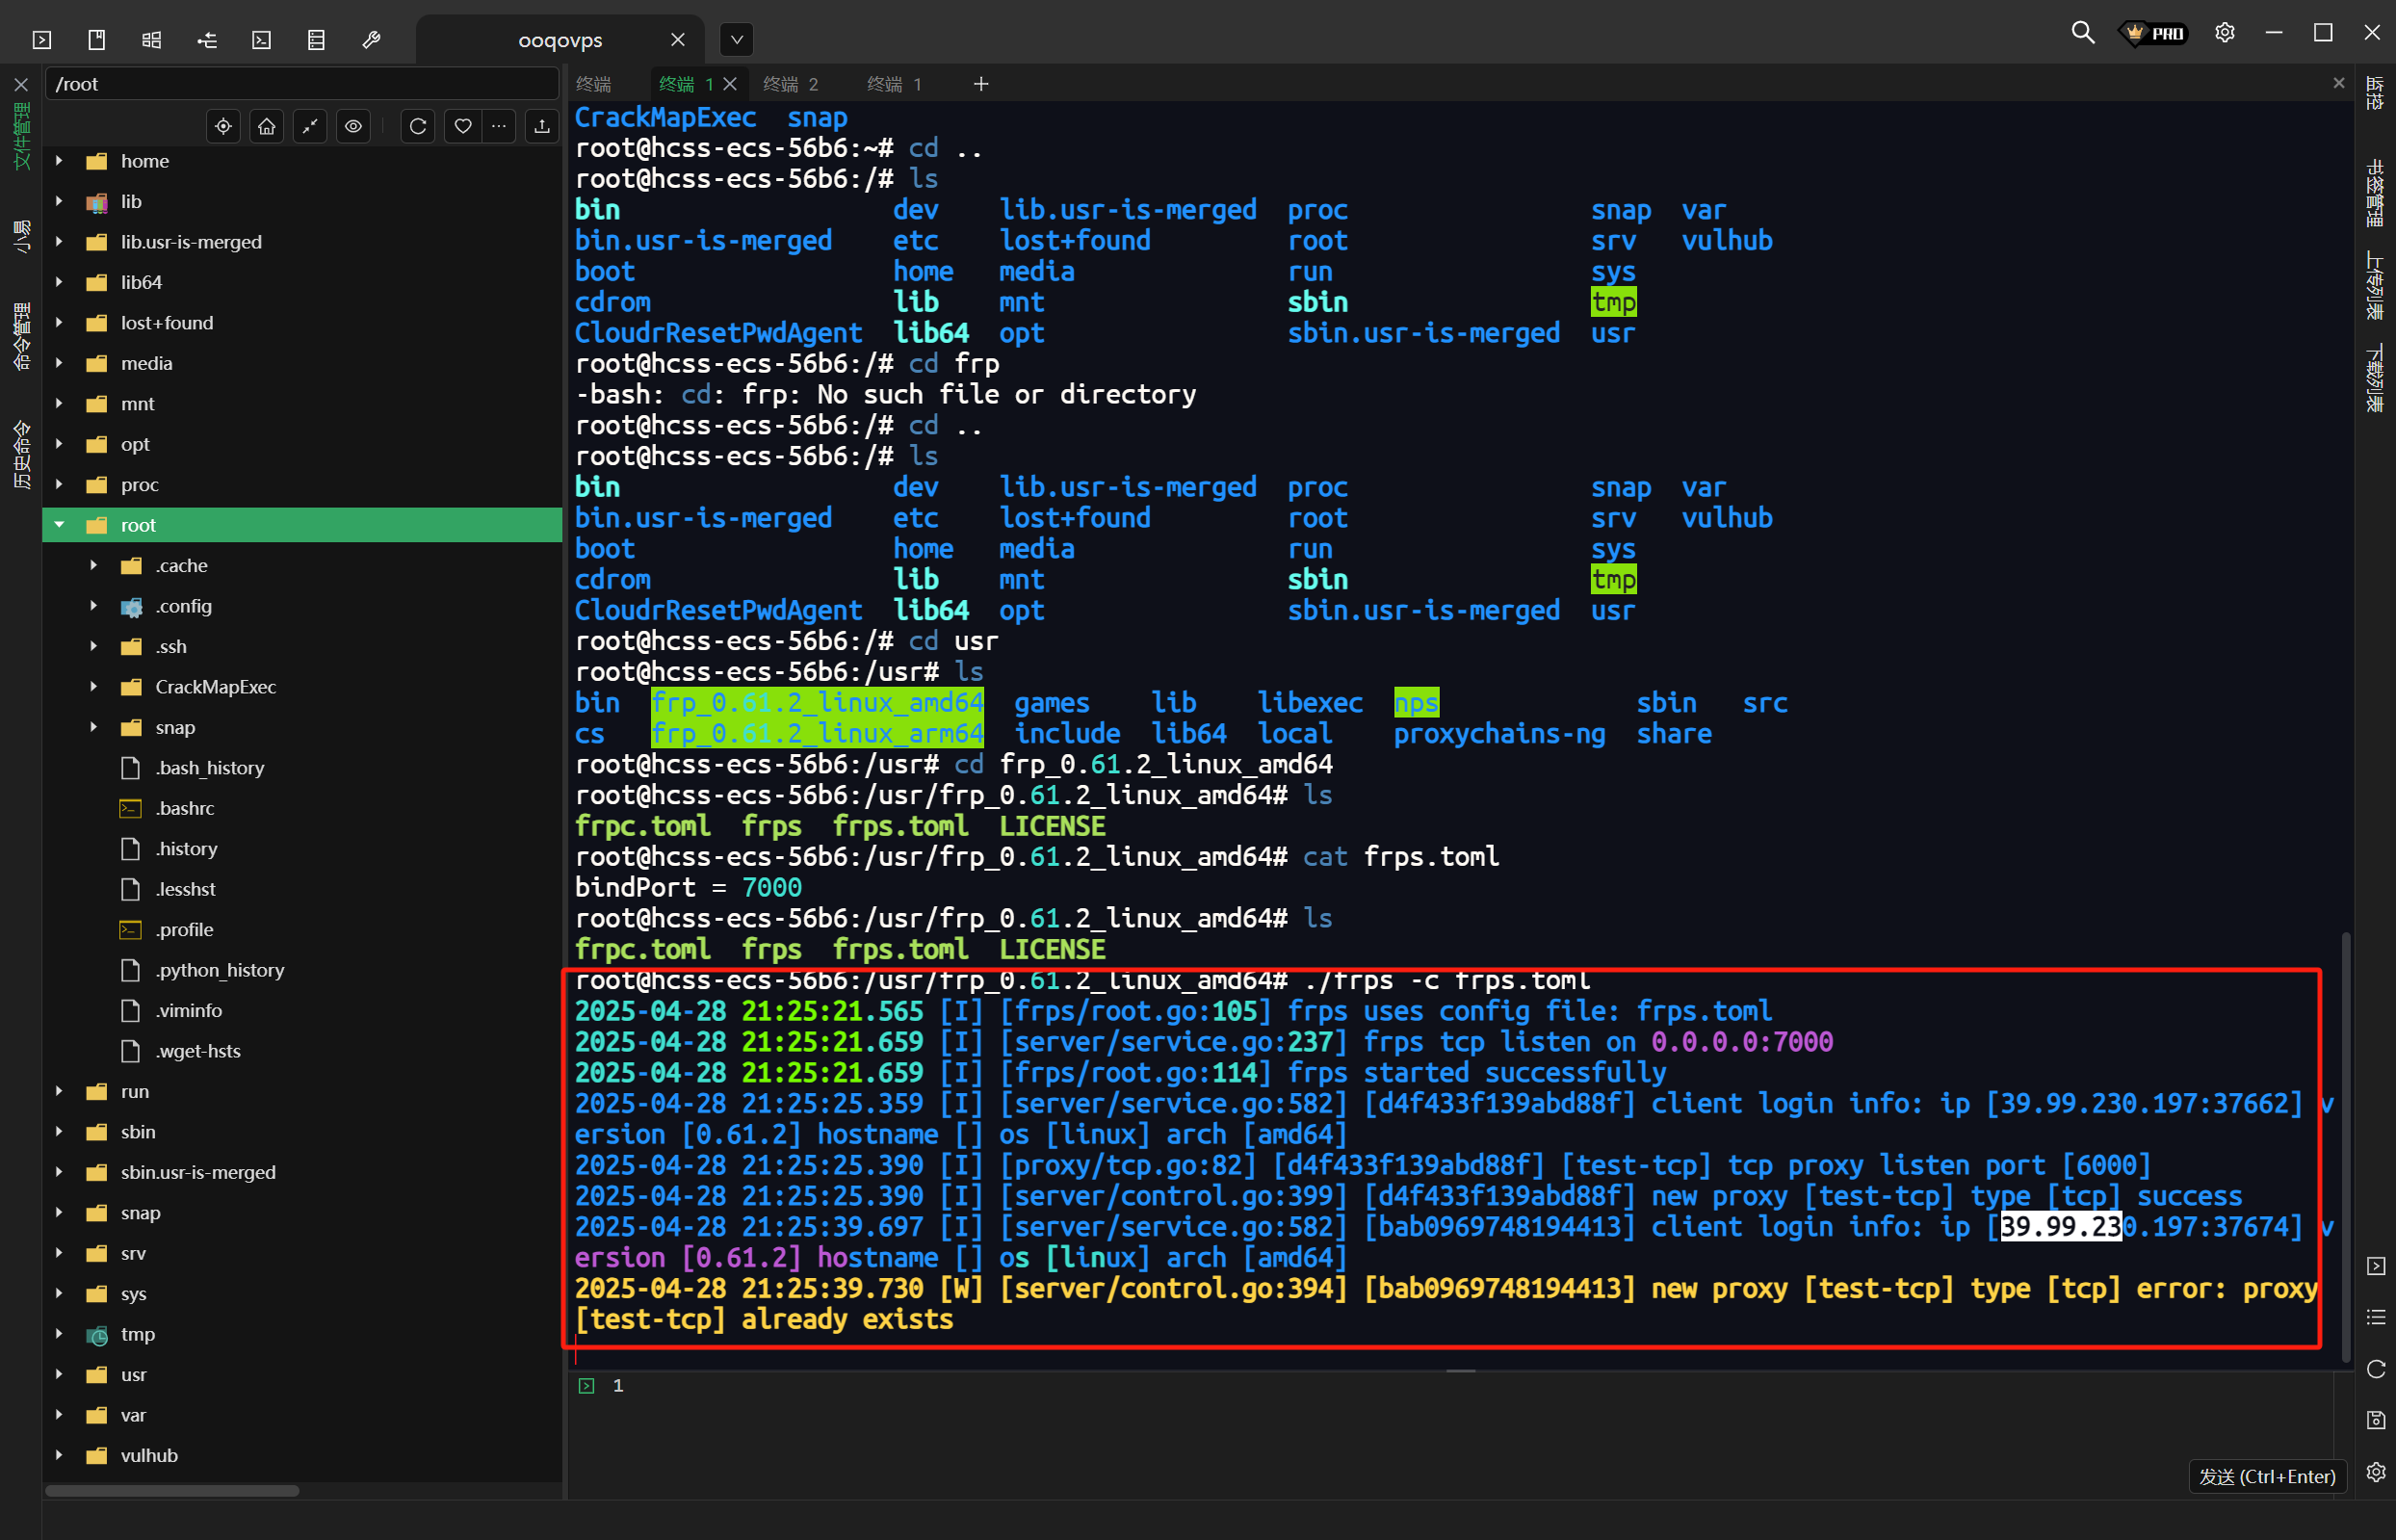 ooqovps
PRO
文件管理
小易
命令管理
历史命令
/root
home
lib
lib.usr-is-merged
lib64
lost+found
media
mnt
opt
proc
root
.cache
.config
.ssh
CrackMapExec
snap
.bash_history
.bashrc
.history
.lesshst
.profile
.python_history
.viminfo
.wget-hsts
run
sbin
sbin.usr-is-merged
snap
srv
sys
tmp
usr
var
vulhub
终端 终端 1 终端 2 终端 1
CrackMapExec snap
root@hcss-ecs-56b6:~# cd ..
root@hcss-ecs-56b6:/# ls
bin dev lib.usr-is-merged proc snap var
bin.usr-is-merged etc lost+found root srv vulhub
boot home media run sys
cdrom lib mnt sbin tmp
CloudrResetPwdAgent lib64 opt sbin.usr-is-merged usr
root@hcss-ecs-56b6:/# cd frp
-bash: cd: frp: No such file or directory
root@hcss-ecs-56b6:/# cd ..
root@hcss-ecs-56b6:/# ls
bin dev lib.usr-is-merged proc snap var
bin.usr-is-merged etc lost+found root srv vulhub
boot home media run sys
cdrom lib mnt sbin tmp
CloudrResetPwdAgent lib64 opt sbin.usr-is-merged usr
root@hcss-ecs-56b6:/# cd usr
root@hcss-ecs-56b6:/usr# ls
bin frp_0.61.2_linux_amd64 games lib libexec nps sbin src
cs frp_0.61.2_linux_arm64 include lib64 local proxychains-ng share
root@hcss-ecs-56b6:/usr# cd frp_0.61.2_linux_amd64
root@hcss-ecs-56b6:/usr/frp_0.61.2_linux_amd64# ls
frpc.toml frps frps.toml LICENSE
root@hcss-ecs-56b6:/usr/frp_0.61.2_linux_amd64# cat frps.toml
bindPort = 7000
root@hcss-ecs-56b6:/usr/frp_0.61.2_linux_amd64# ls
frpc.toml frps frps.toml LICENSE
root@hcss-ecs-56b6:/usr/frp_0.61.2_linux_amd64# ./frps -c frps.toml
2025-04-28 21:25:21.565 [I] [frps/root.go:105] frps uses config file: frps.toml
2025-04-28 21:25:21.659 [I] [server/service.go:237] frps tcp listen on 0.0.0.0:7000
2025-04-28 21:25:21.659 [I] [frps/root.go:114] frps started successfully
2025-04-28 21:25:25.359 [I] [server/service.go:582] [d4f433f139abd88f] client login info: ip [39.99.230.197:37662] v
ersion [0.61.2] hostname [] os [linux] arch [amd64]
2025-04-28 21:25:25.390 [I] [proxy/tcp.go:82] [d4f433f139abd88f] [test-tcp] tcp proxy listen port [6000]
2025-04-28 21:25:25.390 [I] [server/control.go:399] [d4f433f139abd88f] new proxy [test-tcp] type [tcp] success
2025-04-28 21:25:39.697 [I] [server/service.go:582] [bab0969748194413] client login info: ip [39.99.230.197:37674] v
ersion [0.61.2] hostname [] os [linux] arch [amd64]
2025-04-28 21:25:39.730 [W] [server/control.go:394] [bab0969748194413] new proxy [test-tcp] type [tcp] error: proxy
[test-tcp] already exists
1
发送 (Ctrl+Enter)
监控
书签管理
上传列表
下载列表